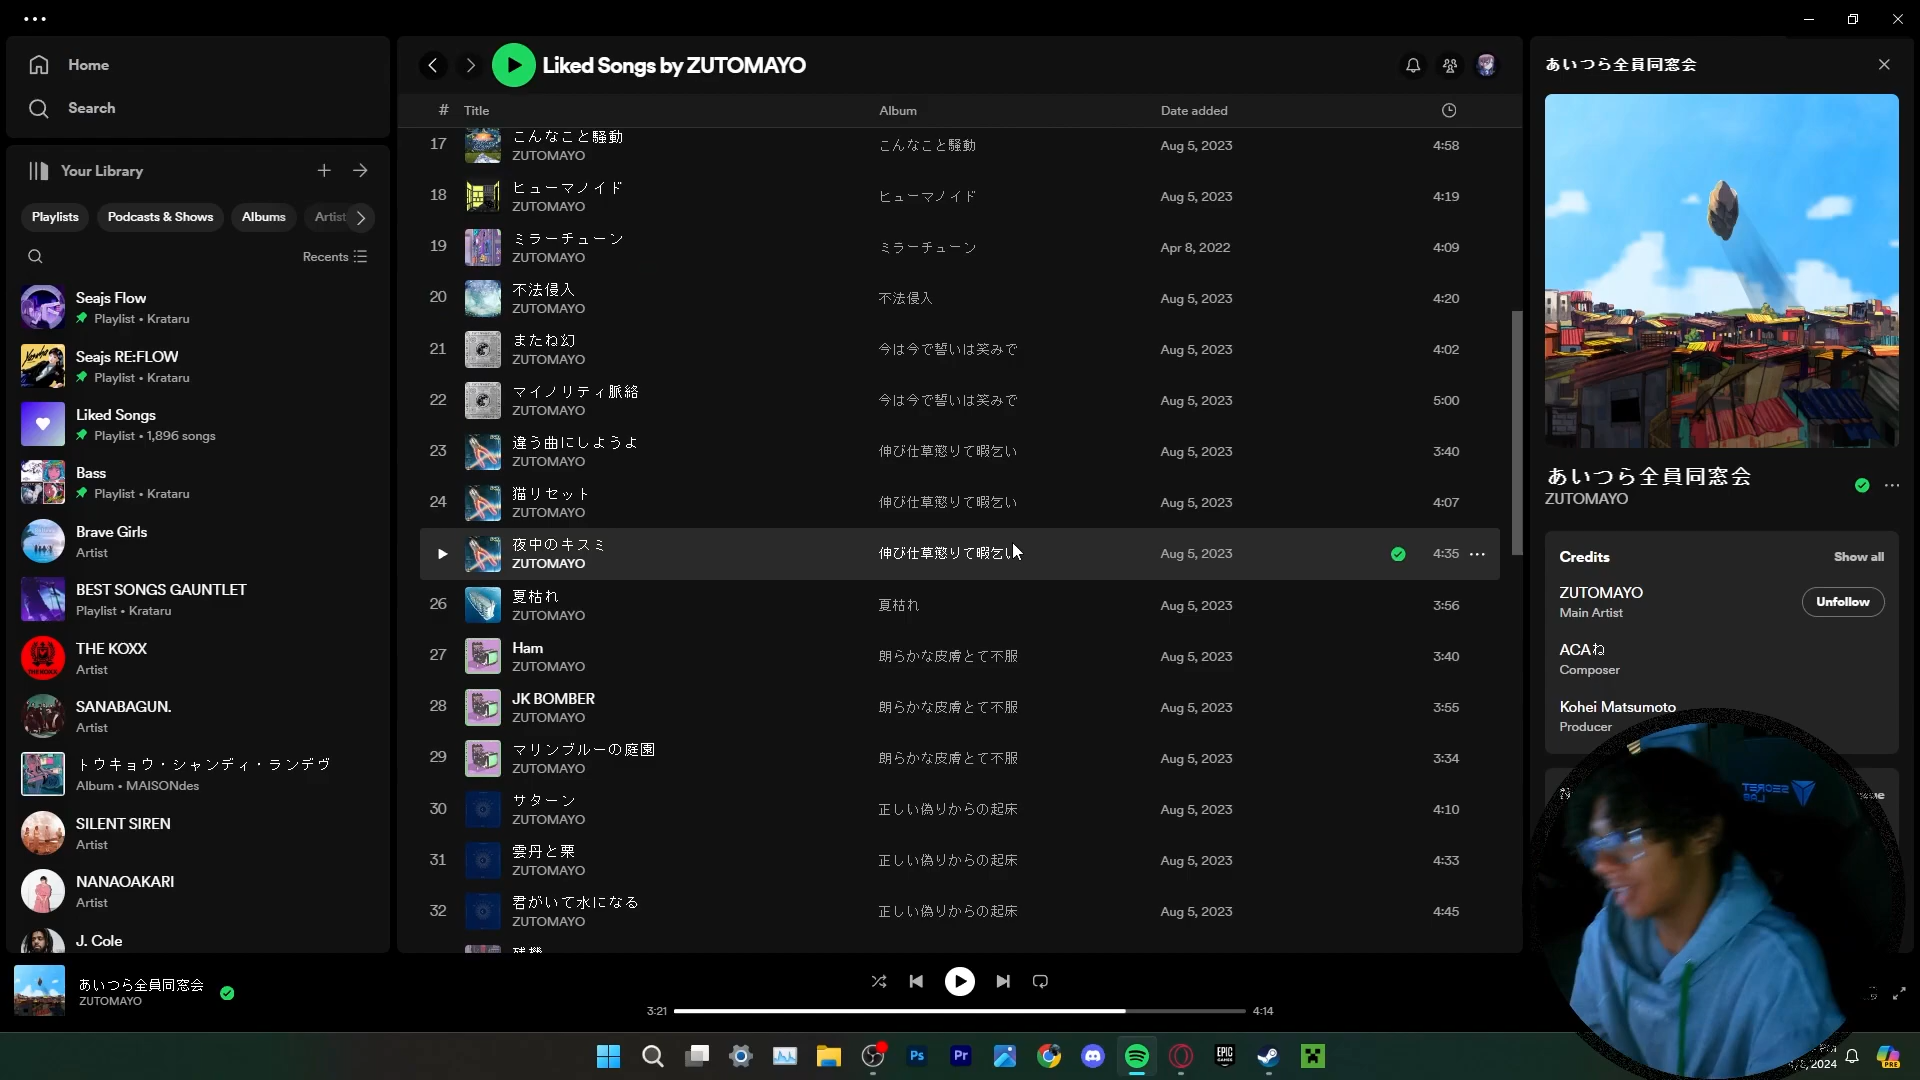 Home
Search
Your Library
Playlists
Podcasts & Shows
Albums
Artist
Recents
Seajs Flow
Playlist • Krataru
Seajs RE:FLOW
Playlist • Krataru
Liked Songs
Playlist • 1,896 songs
Bass
Playlist • Krataru
Brave Girls
Artist
BEST SONGS GAUNTLET
Playlist • Krataru
THE KOXX
Artist
SANABAGUN.
Artist
トウキョウ・シャンディ・ランデヴ
Album • MAISONdes
SILENT SIREN
Artist
NANAOAKARI
Artist
J. Cole
Liked Songs by ZUTOMAYO
# Title Album Date added
17 こんなこと騒動 こんなこと騒動 Aug 5, 2023 4:58
ZUTOMAYO
18 ヒューマノイド ヒューマノイド Aug 5, 2023 4:19
ZUTOMAYO
19 ミラーチューン ミラーチューン Apr 8, 2022 4:09
ZUTOMAYO
20 不法侵入 不法侵入 Aug 5, 2023 4:20
ZUTOMAYO
21 またね幻 今は今で誓いは笑みで Aug 5, 2023 4:02
ZUTOMAYO
22 マイノリティ脈絡 今は今で誓いは笑みで Aug 5, 2023 5:00
ZUTOMAYO
23 違う曲にしようよ 伸び仕草懲りて暇乞い Aug 5, 2023 3:40
ZUTOMAYO
24 猫リセット 伸び仕草懲りて暇乞い Aug 5, 2023 4:07
ZUTOMAYO
夜中のキスミ 伸び仕草懲りて暇乞い Aug 5, 2023 4:35
ZUTOMAYO
26 夏枯れ 夏枯れ Aug 5, 2023 3:56
ZUTOMAYO
27 Ham 朗らかな皮膚とて不服 Aug 5, 2023 3:40
ZUTOMAYO
28 JK BOMBER 朗らかな皮膚とて不服 Aug 5, 2023 3:55
ZUTOMAYO
29 マリンブルーの庭園 朗らかな皮膚とて不服 Aug 5, 2023 3:34
ZUTOMAYO
30 サターン 正しい偽りからの起床 Aug 5, 2023 4:10
ZUTOMAYO
31 雲丹と栗 正しい偽りからの起床 Aug 5, 2023 4:33
ZUTOMAYO
32 君がいて水になる 正しい偽りからの起床 Aug 5, 2023 4:45
ZUTOMAYO
あいつら全員同窓会
あいつら全員同窓会
ZUTOMAYO
Credits Show all
ZUTOMAYO
Main Artist
Unfollow
ACAね
Composer
Kohei Matsumoto
Producer
あいつら全員同窓会
ZUTOMAYO
3:21
4:14
Ps
Pr
EPIC
GAMES
PRE